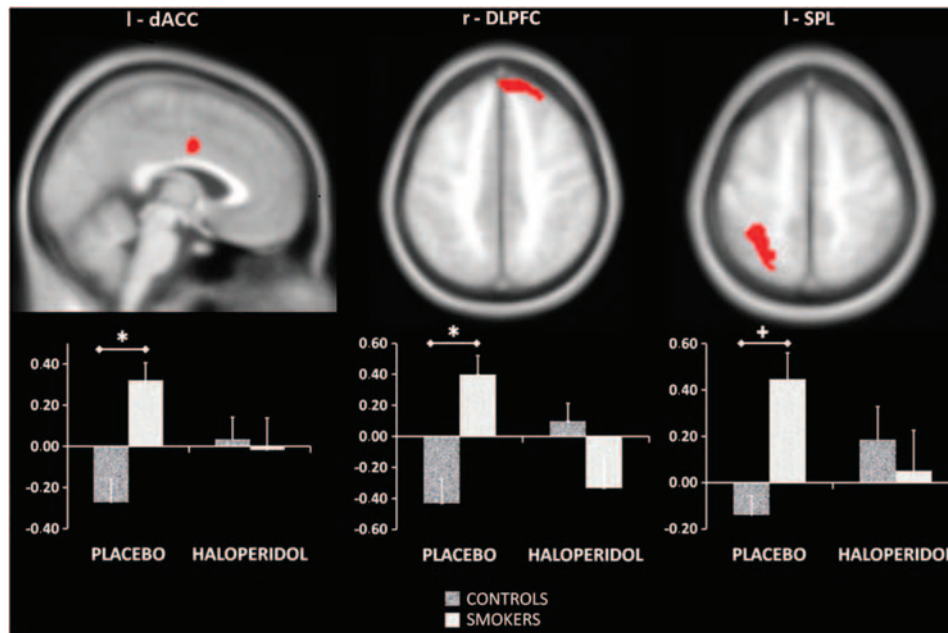 l - dACC r - DLPFC l - SPL
* * +
0.40 0.60 0.60
0.20 0.40 0.40
0.00 0.20 0.20
-0.20 0.00 0.00
-0.40 -0.20 -0.20
-0.40
-0.60
PLACEBO HALOPERIDOL PLACEBO HALOPERIDOL PLACEBO HALOPERIDOL
CONTROLS
SMOKERS